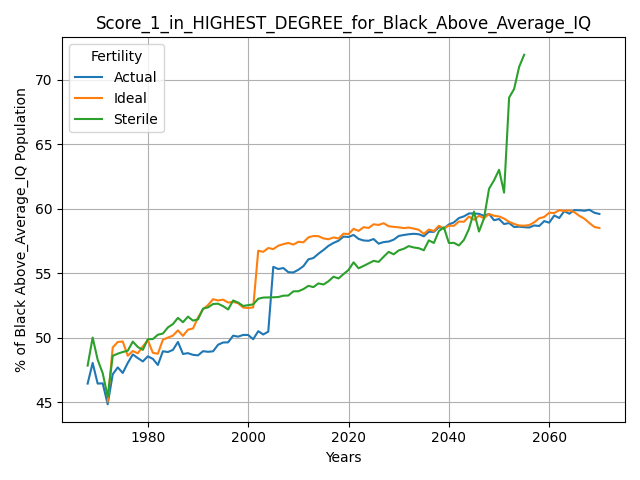 Score_1_in_HIGHEST_DEGREE_for_Black_Above_Average_IQ
Fertility
Actual
Ideal
Sterile
% of Black Above_Average_IQ Population
70
65
60
55
50
45
1980
2000
2020
2040
2060
Years